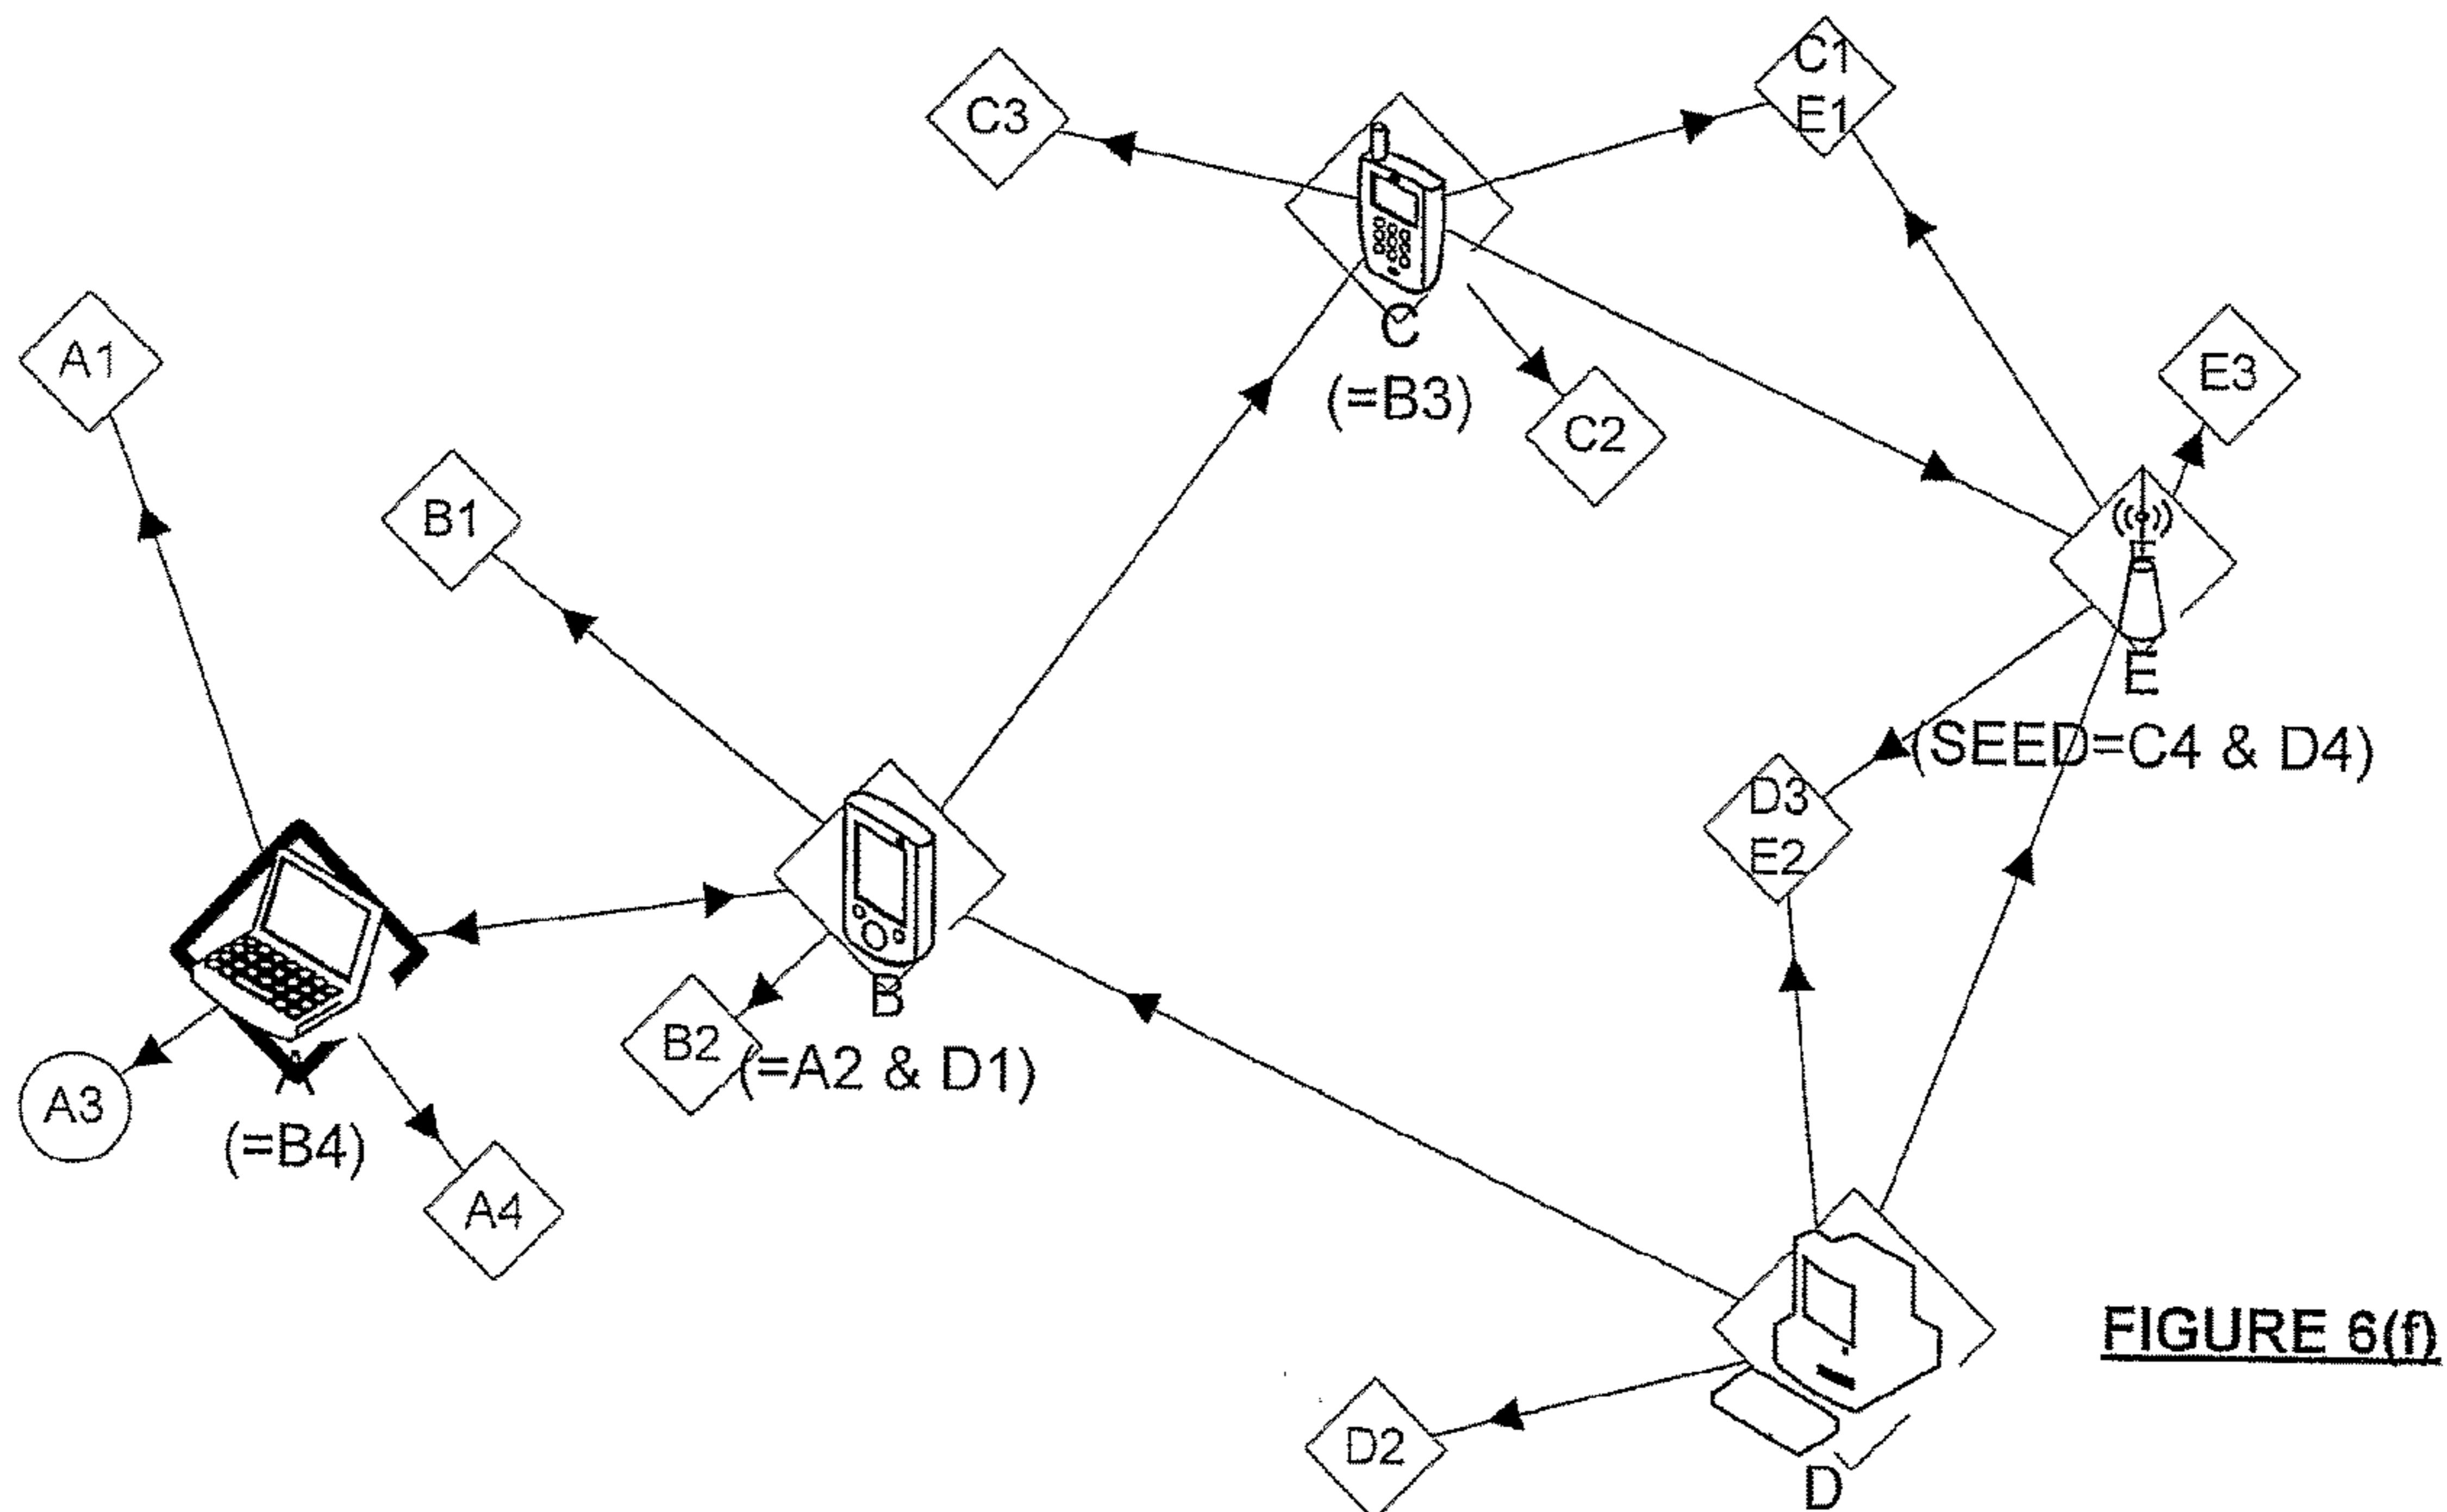 C1
E1
C3
C
(=B3)
A1
E3
C2
B1
E
E
(SEED=C4 & D4)
D3
E2
B
B2
(=A2 & D1)
A
A3
(=B4)
A4
FIGURE 6(f)
D2
D